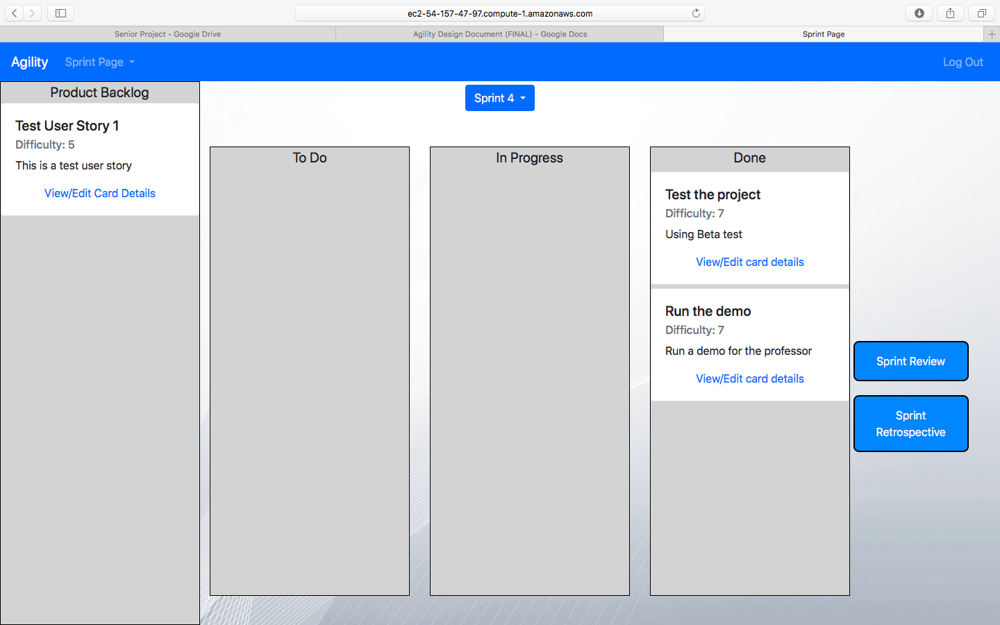 ec2-54-157-47-97.compute-1.amazonaws.com
Senior Project - Google Drive
Agility Design Document (FINAL) - Google Docs
Sprint Page
Agility
Sprint Page
Log Out
Product Backlog
Test User Story 1
Difficulty: 5
This is a test user story
View/Edit Card Details
Sprint 4
To Do
In Progress
Done
Test the project
Difficulty: 7
Using Beta test
View/Edit card details
Run the demo
Difficulty: 7
Run a demo for the professor
View/Edit card details
Sprint Review
Sprint
Retrospective